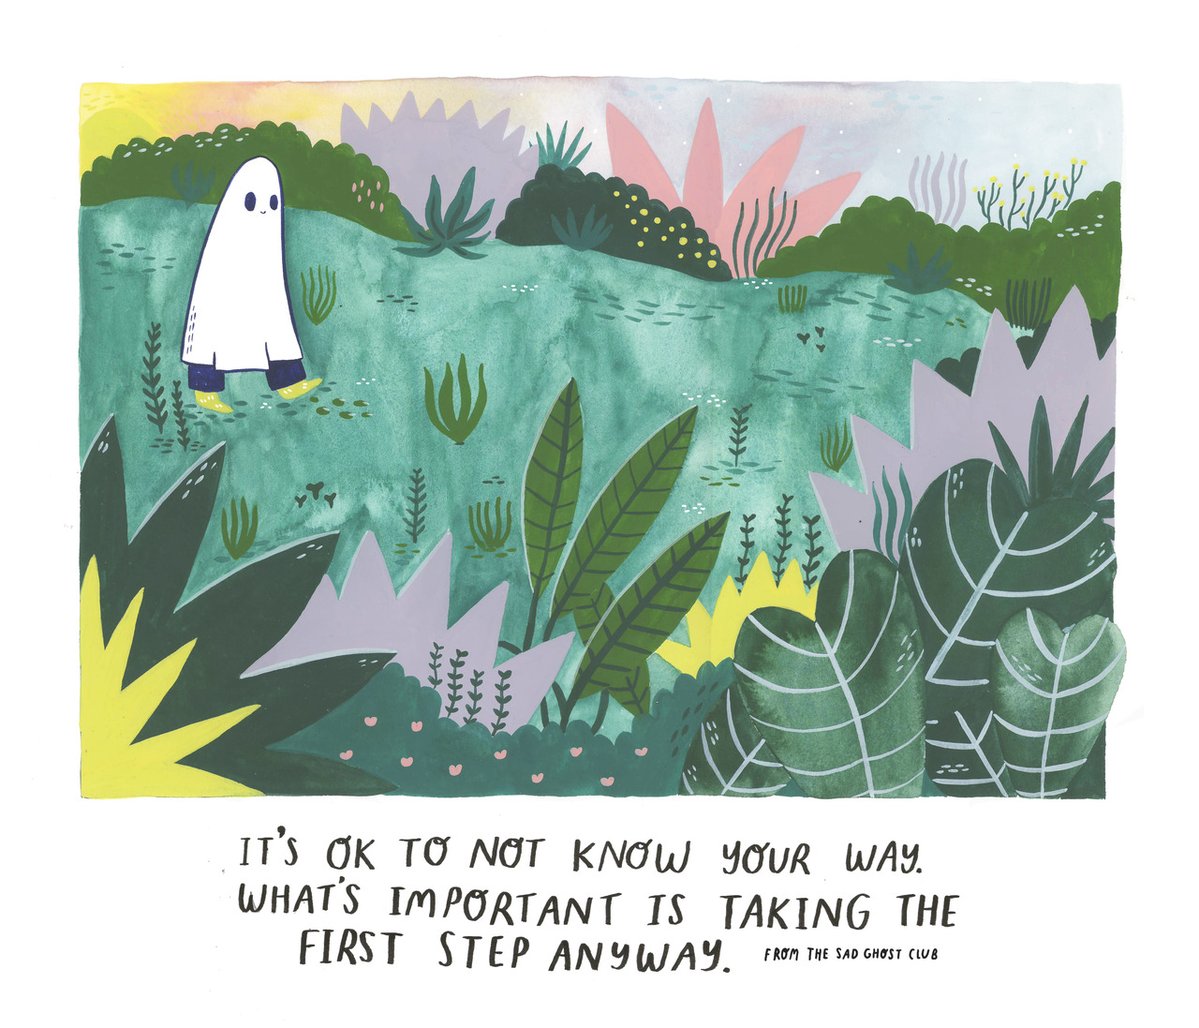 IT'S OK TO NOT KNOW YOUR WAY.
WHAT'S IMPORTANT IS TAKING THE
FIRST STEP ANYWAY. FROM THE SAD GHOST CLUB